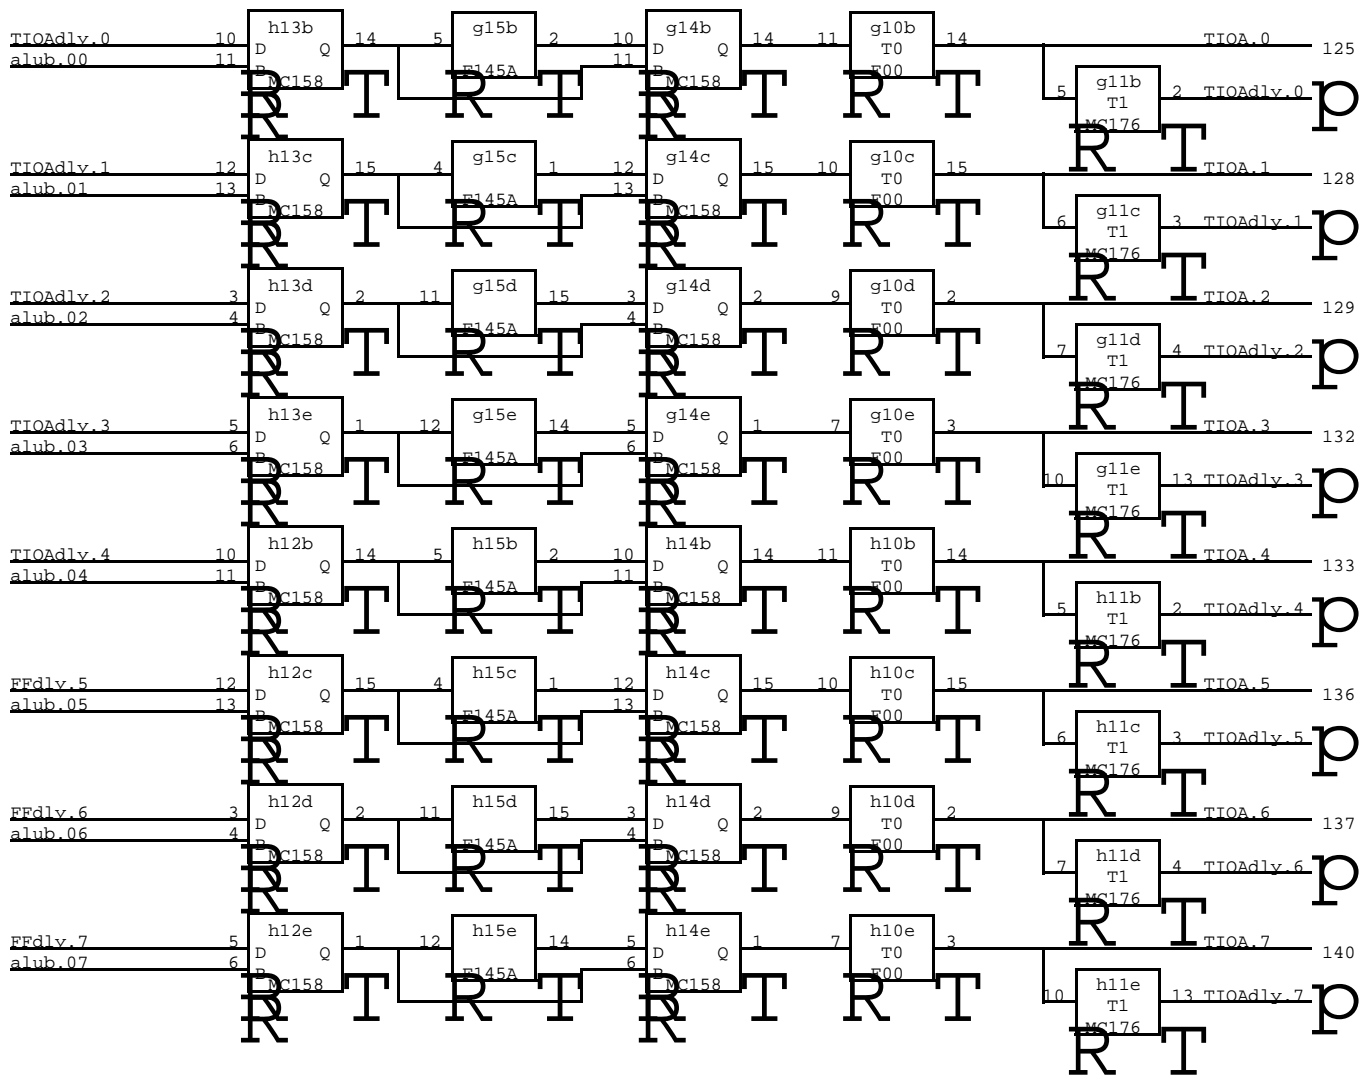 h13b g15b g14b g10b
TIOAdly.0 10 D Q 14 5 2 10 D Q 14 11 T0 14 TIOA.0 125
alub.00 11 B MC158 F145A 11 B MC158 F00 g11b
R R T R T R R T R T 5 T1 2 TIOAdly.0 P
MC176
R T
h13c g15c g14c g10c
TIOAdly.1 12 D Q 15 4 1 12 D Q 15 10 T0 15 TIOA.1 128
alub.01 13 B MC158 F145A 13 B MC158 F00 g11c
R R T R T R R T R T 6 T1 3 TIOAdly.1 P
MC176
R T
h13d g15d g14d g10d
TIOAdly.2 3 D Q 2 11 15 3 D Q 2 9 T0 2 TIOA.2 129
alub.02 4 B MC158 F145A 4 B MC158 F00 g11d
R R T R T R R T R T 7 T1 4 TIOAdly.2 P
MC176
R T
h13e g15e g14e g10e
TIOAdly.3 5 D Q 1 12 14 5 D Q 1 7 T0 3 TIOA.3 132
alub.03 6 B MC158 F145A 6 B MC158 F00 g11e
R R T R T R R T R T 10 T1 13 TIOAdly.3 P
MC176
R T
h12b h15b h14b h10b
TIOAdly.4 10 D Q 14 5 2 10 D Q 14 11 T0 14 TIOA.4 133
alub.04 11 B MC158 F145A 11 B MC158 F00 h11b
R R T R T R R T R T 5 T1 2 TIOAdly.4 P
MC176
R T
h12c h15c h14c h10c
FFdly.5 12 D Q 15 4 1 12 D Q 15 10 T0 15 TIOA.5 136
alub.05 13 B MC158 F145A 13 B MC158 F00 h11c
R R T R T R R T R T 6 T1 3 TIOAdly.5 P
MC176
R T
h12d h15d h14d h10d
FFdly.6 3 D Q 2 11 15 3 D Q 2 9 T0 2 TIOA.6 137
alub.06 4 B MC158 F145A 4 B MC158 F00 h11d
R R T R T R R T R T 7 T1 4 TIOAdly.6 P
MC176
R T
h12e h15e h14e h10e
FFdly.7 5 D Q 1 12 14 5 D Q 1 7 T0 3 TIOA.7 140
alub.07 6 B MC158 F145A 6 B MC158 F00 h11e
R R T R T R R T R T 10 T1 13 TIOAdly.7 P
MC176
R T